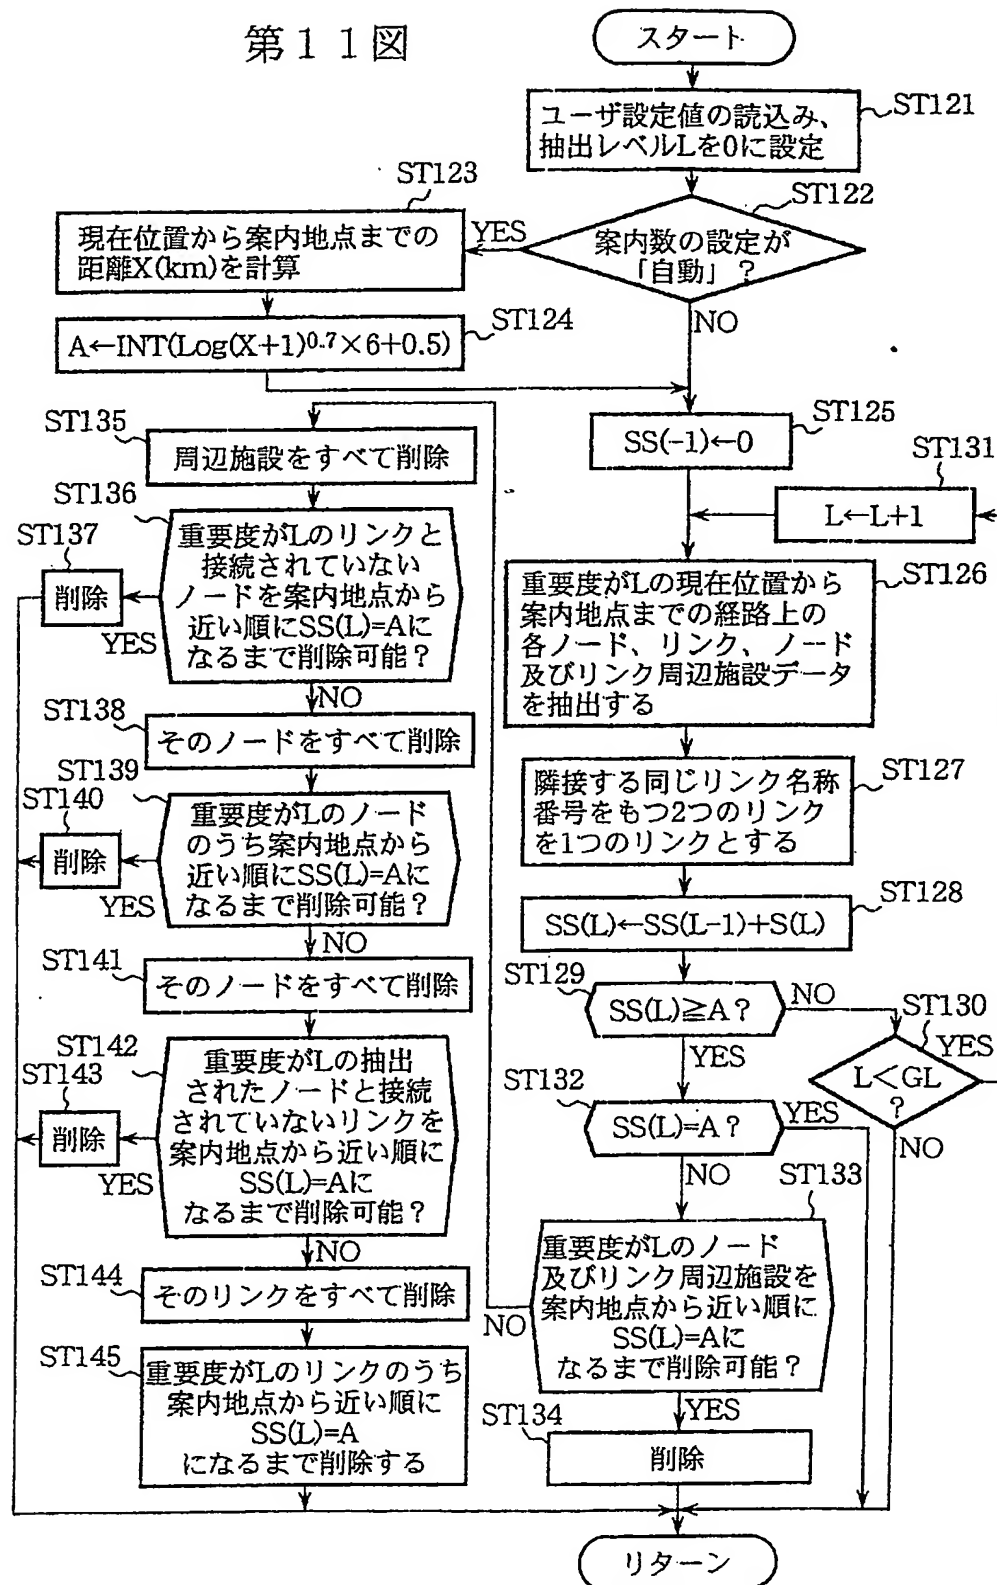 第11図
スタート
ST121
ユーザ設定値の読込み、
抽出レベルLを0に設定
ST122
案内数の設定が
「自動」?
YES
NO
ST123
現在位置から案内地点までの
距離X(km)を計算
ST124
A←INT(Log(X+1)^0.7×6+0.5)
ST125
SS(-1)←0
ST131
L←L+1
ST126
重要度がLの現在位置から
案内地点までの経路上の
各ノード、リンク、ノード
及びリンク周辺施設データ
を抽出する
ST127
隣接する同じリンク名称
番号をもつ2つのリンク
を1つのリンクとする
ST128
SS(L)←SS(L-1)+S(L)
ST129
SS(L)≧A?
NO
YES
ST130
L<GL
?
YES
NO
ST132
SS(L)=A?
YES
NO
ST133
重要度がLのノード
及びリンク周辺施設を
案内地点から近い順に
SS(L)=Aに
なるまで削除可能?
NO
YES
ST134
削除
ST135
周辺施設をすべて削除
ST136
重要度がLのリンクと
接続されていない
ノードを案内地点から
近い順にSS(L)=Aに
なるまで削除可能?
ST137
削除
YES
NO
ST138
そのノードをすべて削除
ST139
重要度がLのノード
のうち案内地点から
近い順にSS(L)=Aに
なるまで削除可能?
ST140
削除
YES
NO
ST141
そのノードをすべて削除
ST142
重要度がLの抽出
されたノードと接続
されていないリンクを
案内地点から近い順に
SS(L)=Aに
なるまで削除可能?
ST143
削除
YES
NO
ST144
そのリンクをすべて削除
ST145
重要度がLのリンクのうち
案内地点から近い順に
SS(L)=A
になるまで削除する
リターン